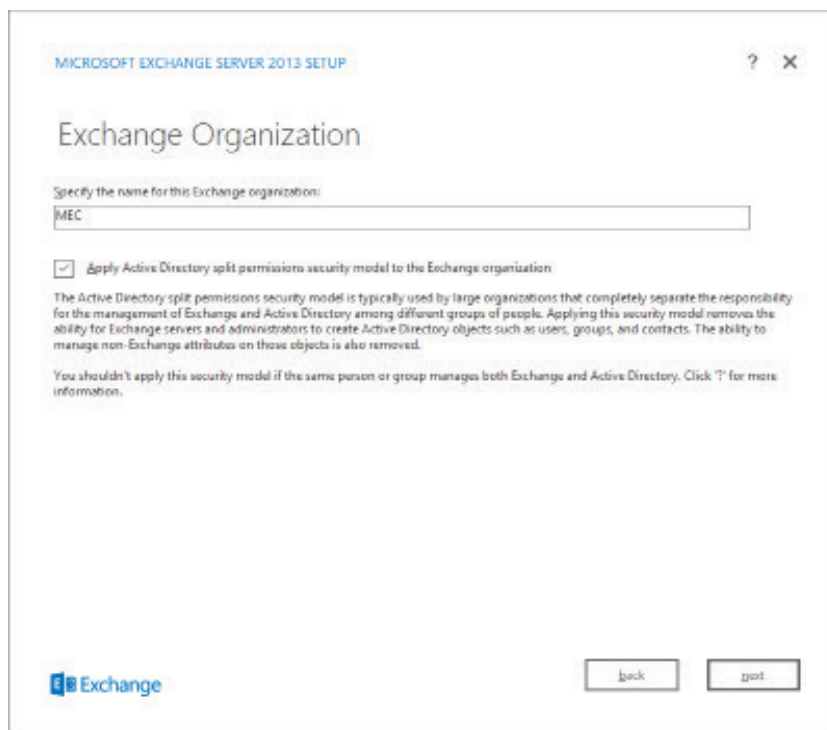 MICROSOFT EXCHANGE SERVER 2013 SETUP ? ✕
Exchange Organization
Specify the name for this Exchange organization:
MEC
Apply Active Directory split permissions security model to the Exchange organization
The Active Directory split permissions security model is typically used by large organizations that completely separate the responsibility
for the management of Exchange and Active Directory among different groups of people. Applying this security model removes the
ability for Exchange servers and administrators to create Active Directory objects such as users, groups, and contacts. The ability to
manage non-Exchange attributes on those objects is also removed.
You shouldn't apply this security model if the same person or group manages both Exchange and Active Directory. Click '?' for more
information.
Exchange
back
next